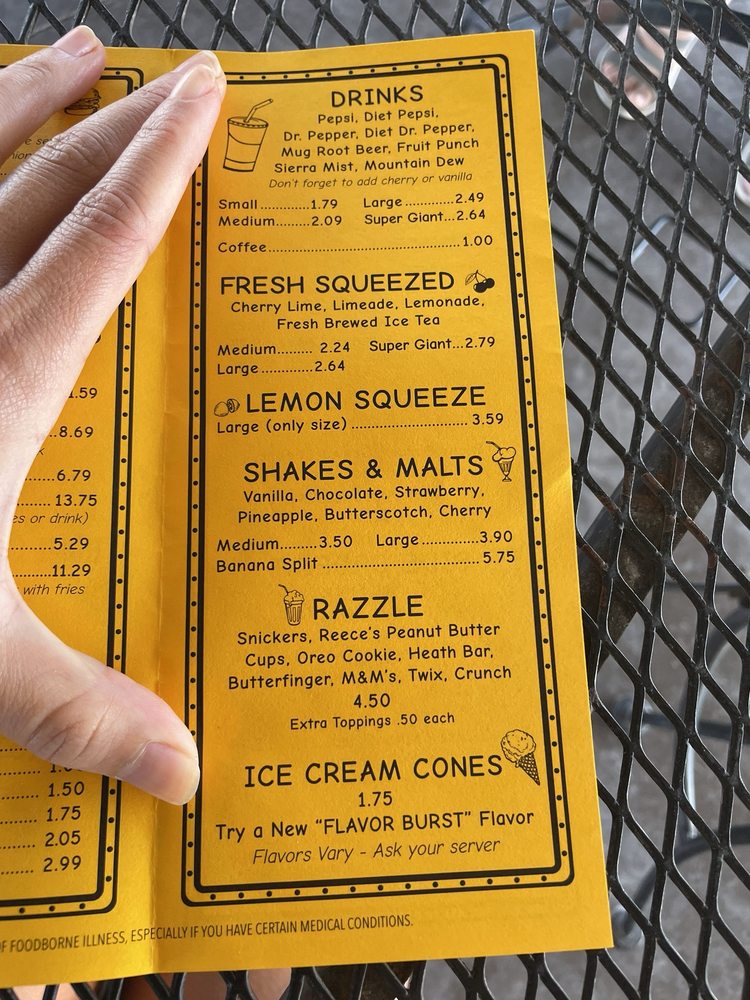 e se
.59
..8.69
k
......6.79
....13.75
es or drink)
.....5.29
.....11.29
with fries
...... 1.50
...... 1.75
...... 2.05
...... 2.99
DRINKS
Pepsi, Diet Pepsi,
Dr. Pepper, Diet Dr. Pepper,
Mug Root Beer, Fruit Punch
Sierra Mist, Mountain Dew
Don't forget to add cherry or vanilla
Small..........1.79 Large...........2.49
Medium........2.09 Super Giant...2.64
Coffee..........................................1.00
FRESH SQUEEZED
Cherry Lime, Limeade, Lemonade,
Fresh Brewed Ice Tea
Medium........ 2.24 Super Giant...2.79
Large............2.64
LEMON SQUEEZE
Large (only size) ........................... 3.59
SHAKES & MALTS
Vanilla, Chocolate, Strawberry,
Pineapple, Butterscotch, Cherry
Medium........3.50 Large.............3.90
Banana Split .....................................5.75
RAZZLE
Snickers, Reece's Peanut Butter
Cups, Oreo Cookie, Heath Bar,
Butterfinger, M&M's, Twix, Crunch
4.50
Extra Toppings .50 each
ICE CREAM CONES
1.75
Try a New “FLAVOR BURST” Flavor
Flavors Vary - Ask your server
OF FOODBORNE ILLNESS, ESPECIALLY IF YOU HAVE CERTAIN MEDICAL CONDITIONS.